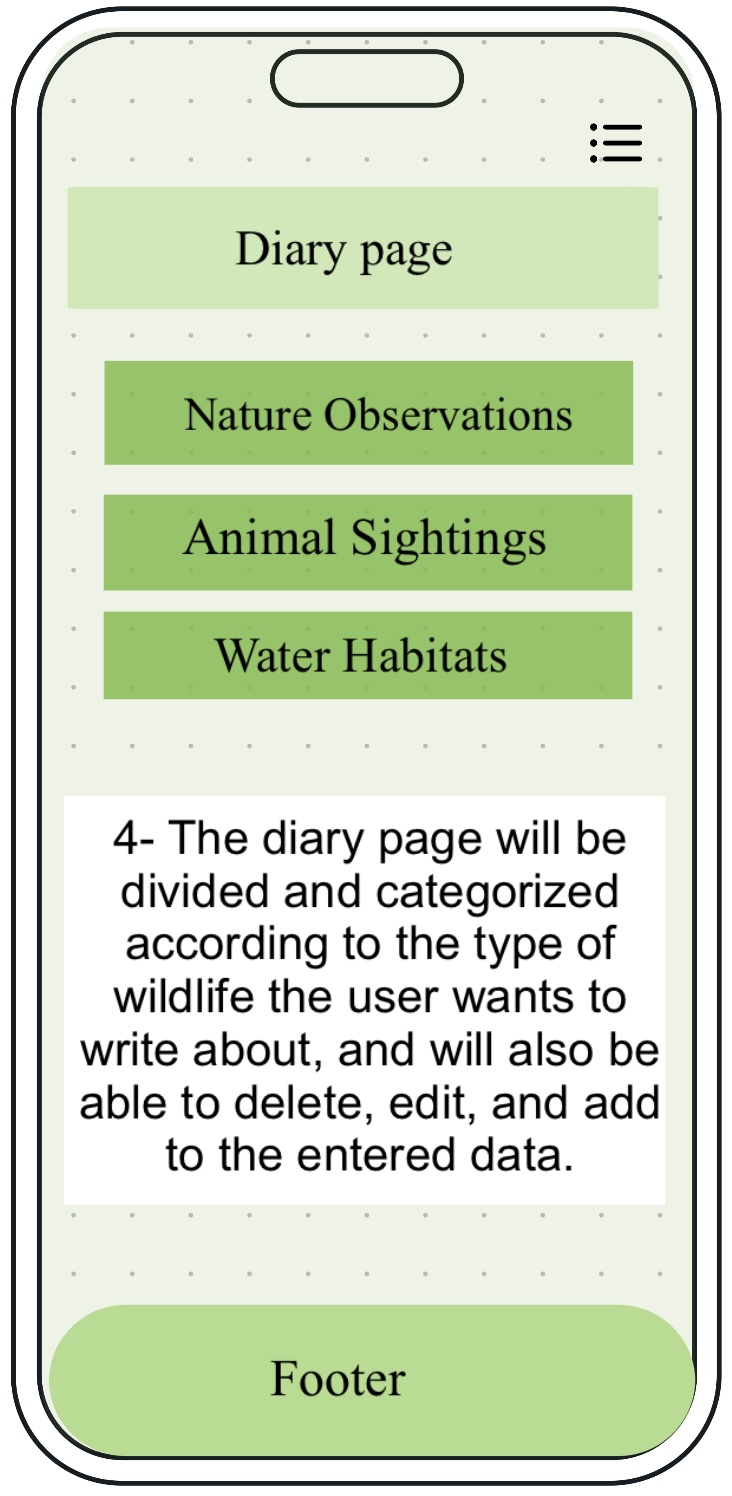 Diary page
Nature Observations
Animal Sightings
Water Habitats
4- The diary page will be
divided and categorized
according to the type of
wildlife the user wants to
write about, and will also be
able to delete, edit, and add
to the entered data.
Footer